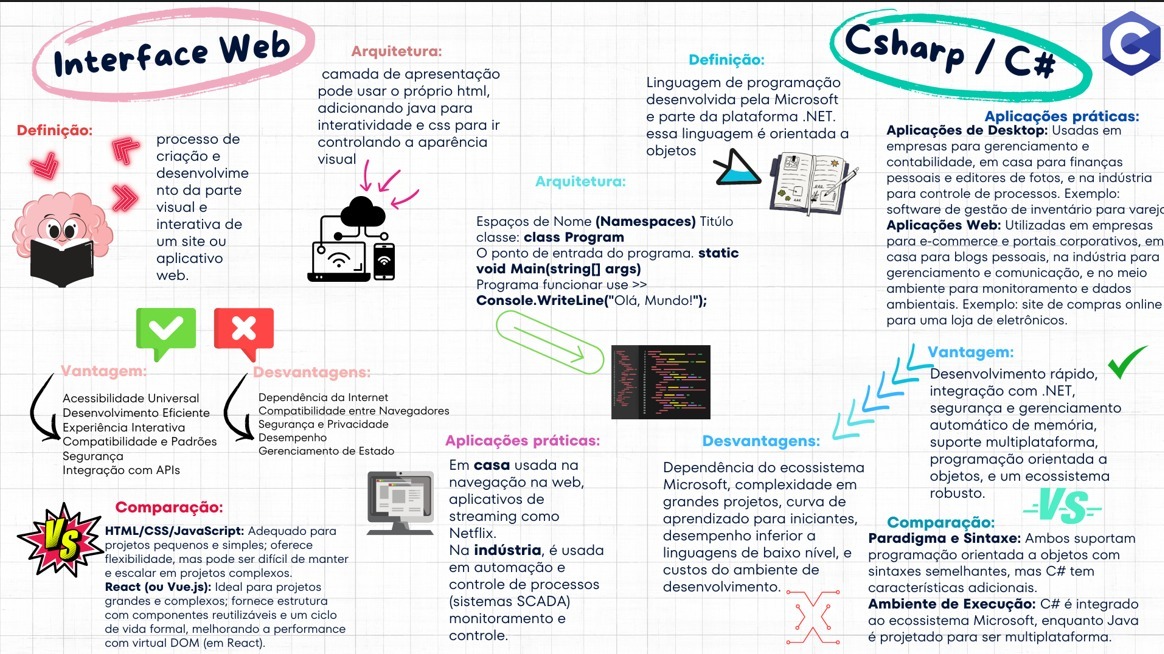 Interface Web
Definição:
processo de
criação e
desenvolvime
nto da parte
visual e
interativa de
um site ou
aplicativo
web.
Arquitetura:
camada de apresentação
pode usar o próprio html,
adicionando java para
interatividade e css para ir
controlando a aparência
visual
Vantagem:
Acessibilidade Universal
Desenvolvimento Eficiente
Experiência Interativa
Compatibilidade e Padrões
Segurança
Integração com APIs
Desvantagens:
Dependência da Internet
Compatibilidade entre Navegadores
Segurança e Privacidade
Desempenho
Gerenciamento de Estado
Comparação:
VS
HTML/CSS/JavaScript: Adequado para
projetos pequenos e simples; oferece
flexibilidade, mas pode ser difícil de manter
e escalar em projetos complexos.
React (ou Vue.js): Ideal para projetos
grandes e complexos; fornece estrutura
com componentes reutilizáveis e um ciclo
de vida formal, melhorando a performance
com virtual DOM (em React).
Aplicações práticas:
Em casa usada na
navegação na web,
aplicativos de
streaming como
Netflix.
Na indústria, é usada
em automação e
controle de processos
(sistemas SCADA)
monitoramento e
controle.
Csharp / C#
C
Definição:
Linguagem de programação
desenvolvida pela Microsoft
e parte da plataforma .NET.
essa linguagem é orientada a
objetos
Arquitetura:
Espaços de Nome (Namespaces) Titúlo
classe: class Program
O ponto de entrada do programa. static
void Main(string[] args)
Programa funcionar use >>
Console.WriteLine("Olá, Mundo!");
Aplicações práticas:
Aplicações de Desktop: Usadas em
empresas para gerenciamento e
contabilidade, em casa para finanças
pessoais e editores de fotos, e na indústria
para controle de processos. Exemplo:
software de gestão de inventário para varejo
Aplicações Web: Utilizadas em empresas
para e-commerce e portais corporativos, em
casa para blogs pessoais, na indústria para
gerenciamento e comunicação, e no meio
ambiente para monitoramento e dados
ambientais. Exemplo: site de compras online
para uma loja de eletrônicos.
Vantagem:
Desenvolvimento rápido,
integração com .NET,
segurança e gerenciamento
automático de memória,
suporte multiplataforma,
programação orientada a
objetos, e um ecossistema
robusto.
Desvantagens:
Dependência do ecossistema
Microsoft, complexidade em
grandes projetos, curva de
aprendizado para iniciantes,
desempenho inferior a
linguagens de baixo nível, e
custos do ambiente de
desenvolvimento.
VS
Comparação:
Paradigma e Sintaxe: Ambos suportam
programação orientada a objetos com
sintaxes semelhantes, mas C# tem
características adicionais.
Ambiente de Execução: C# é integrado
ao ecossistema Microsoft, enquanto Java
é projetado para ser multiplataforma.